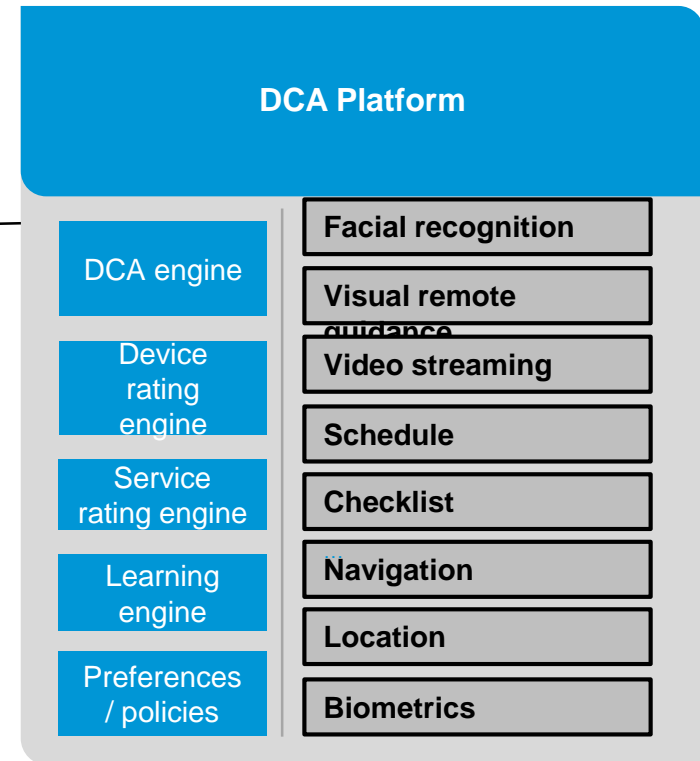 DCA Platform
DCA engine
Device
rating
engine
Service
rating engine
Learning
engine
Preferences
/ policies
Facial recognition
Visual remote
guidance
Video streaming
Schedule
Checklist
...
Navigation
Location
Biometrics